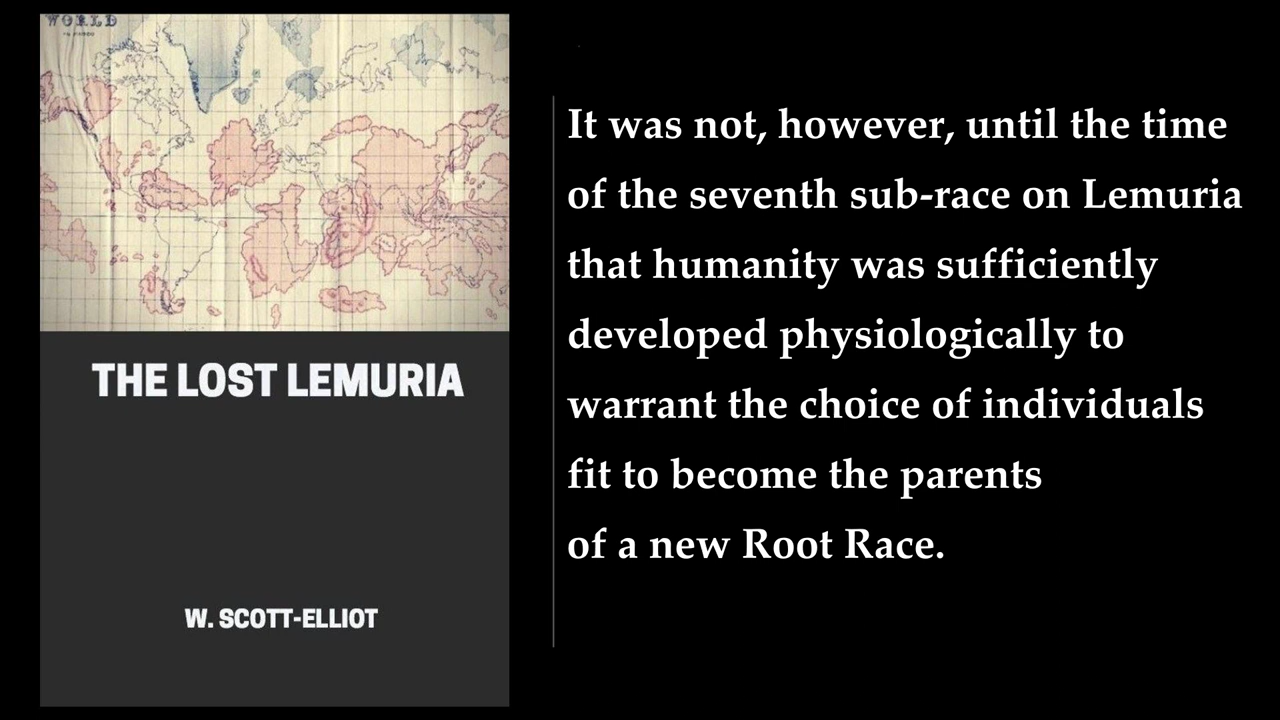 WORLD
THE LOST LEMURIA
W. SCOTT-ELLIOT
It was not, however, until the time
of the seventh sub-race on Lemuria
that humanity was sufficiently
developed physiologically to
warrant the choice of individuals
fit to become the parents
of a new Root Race.